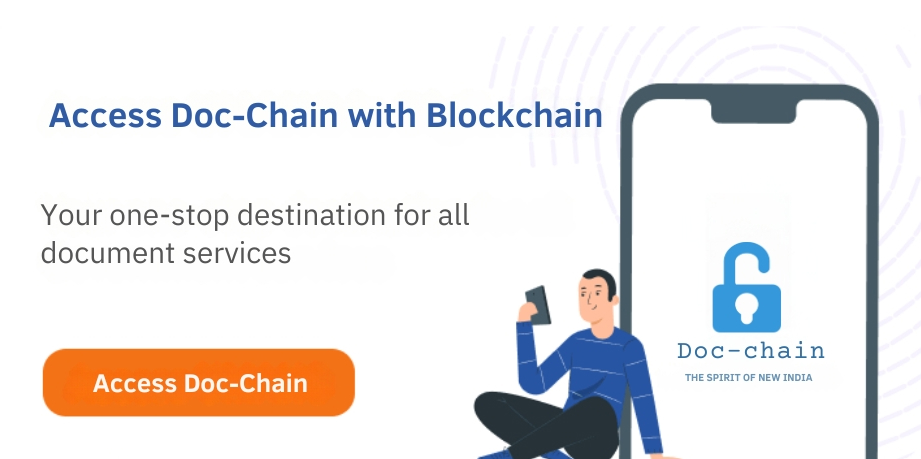 Access Doc-Chain with Blockchain
Your one-stop destination for all
document services
Access Doc-Chain
Doc-chain
THE SPIRIT OF NEW INDIA